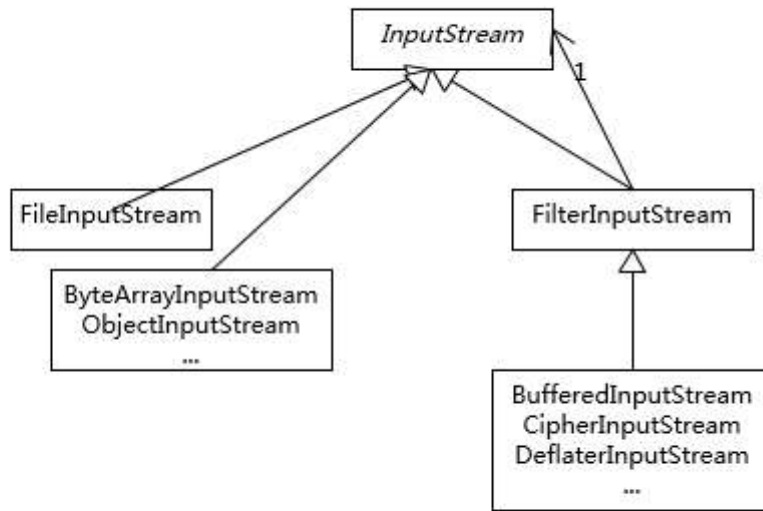 InputStream
1
FileInputStream
FilterInputStream
ByteArrayInputStream
ObjectInputStream
...
BufferedInputStream
CipherInputStream
DeflaterInputStream
...